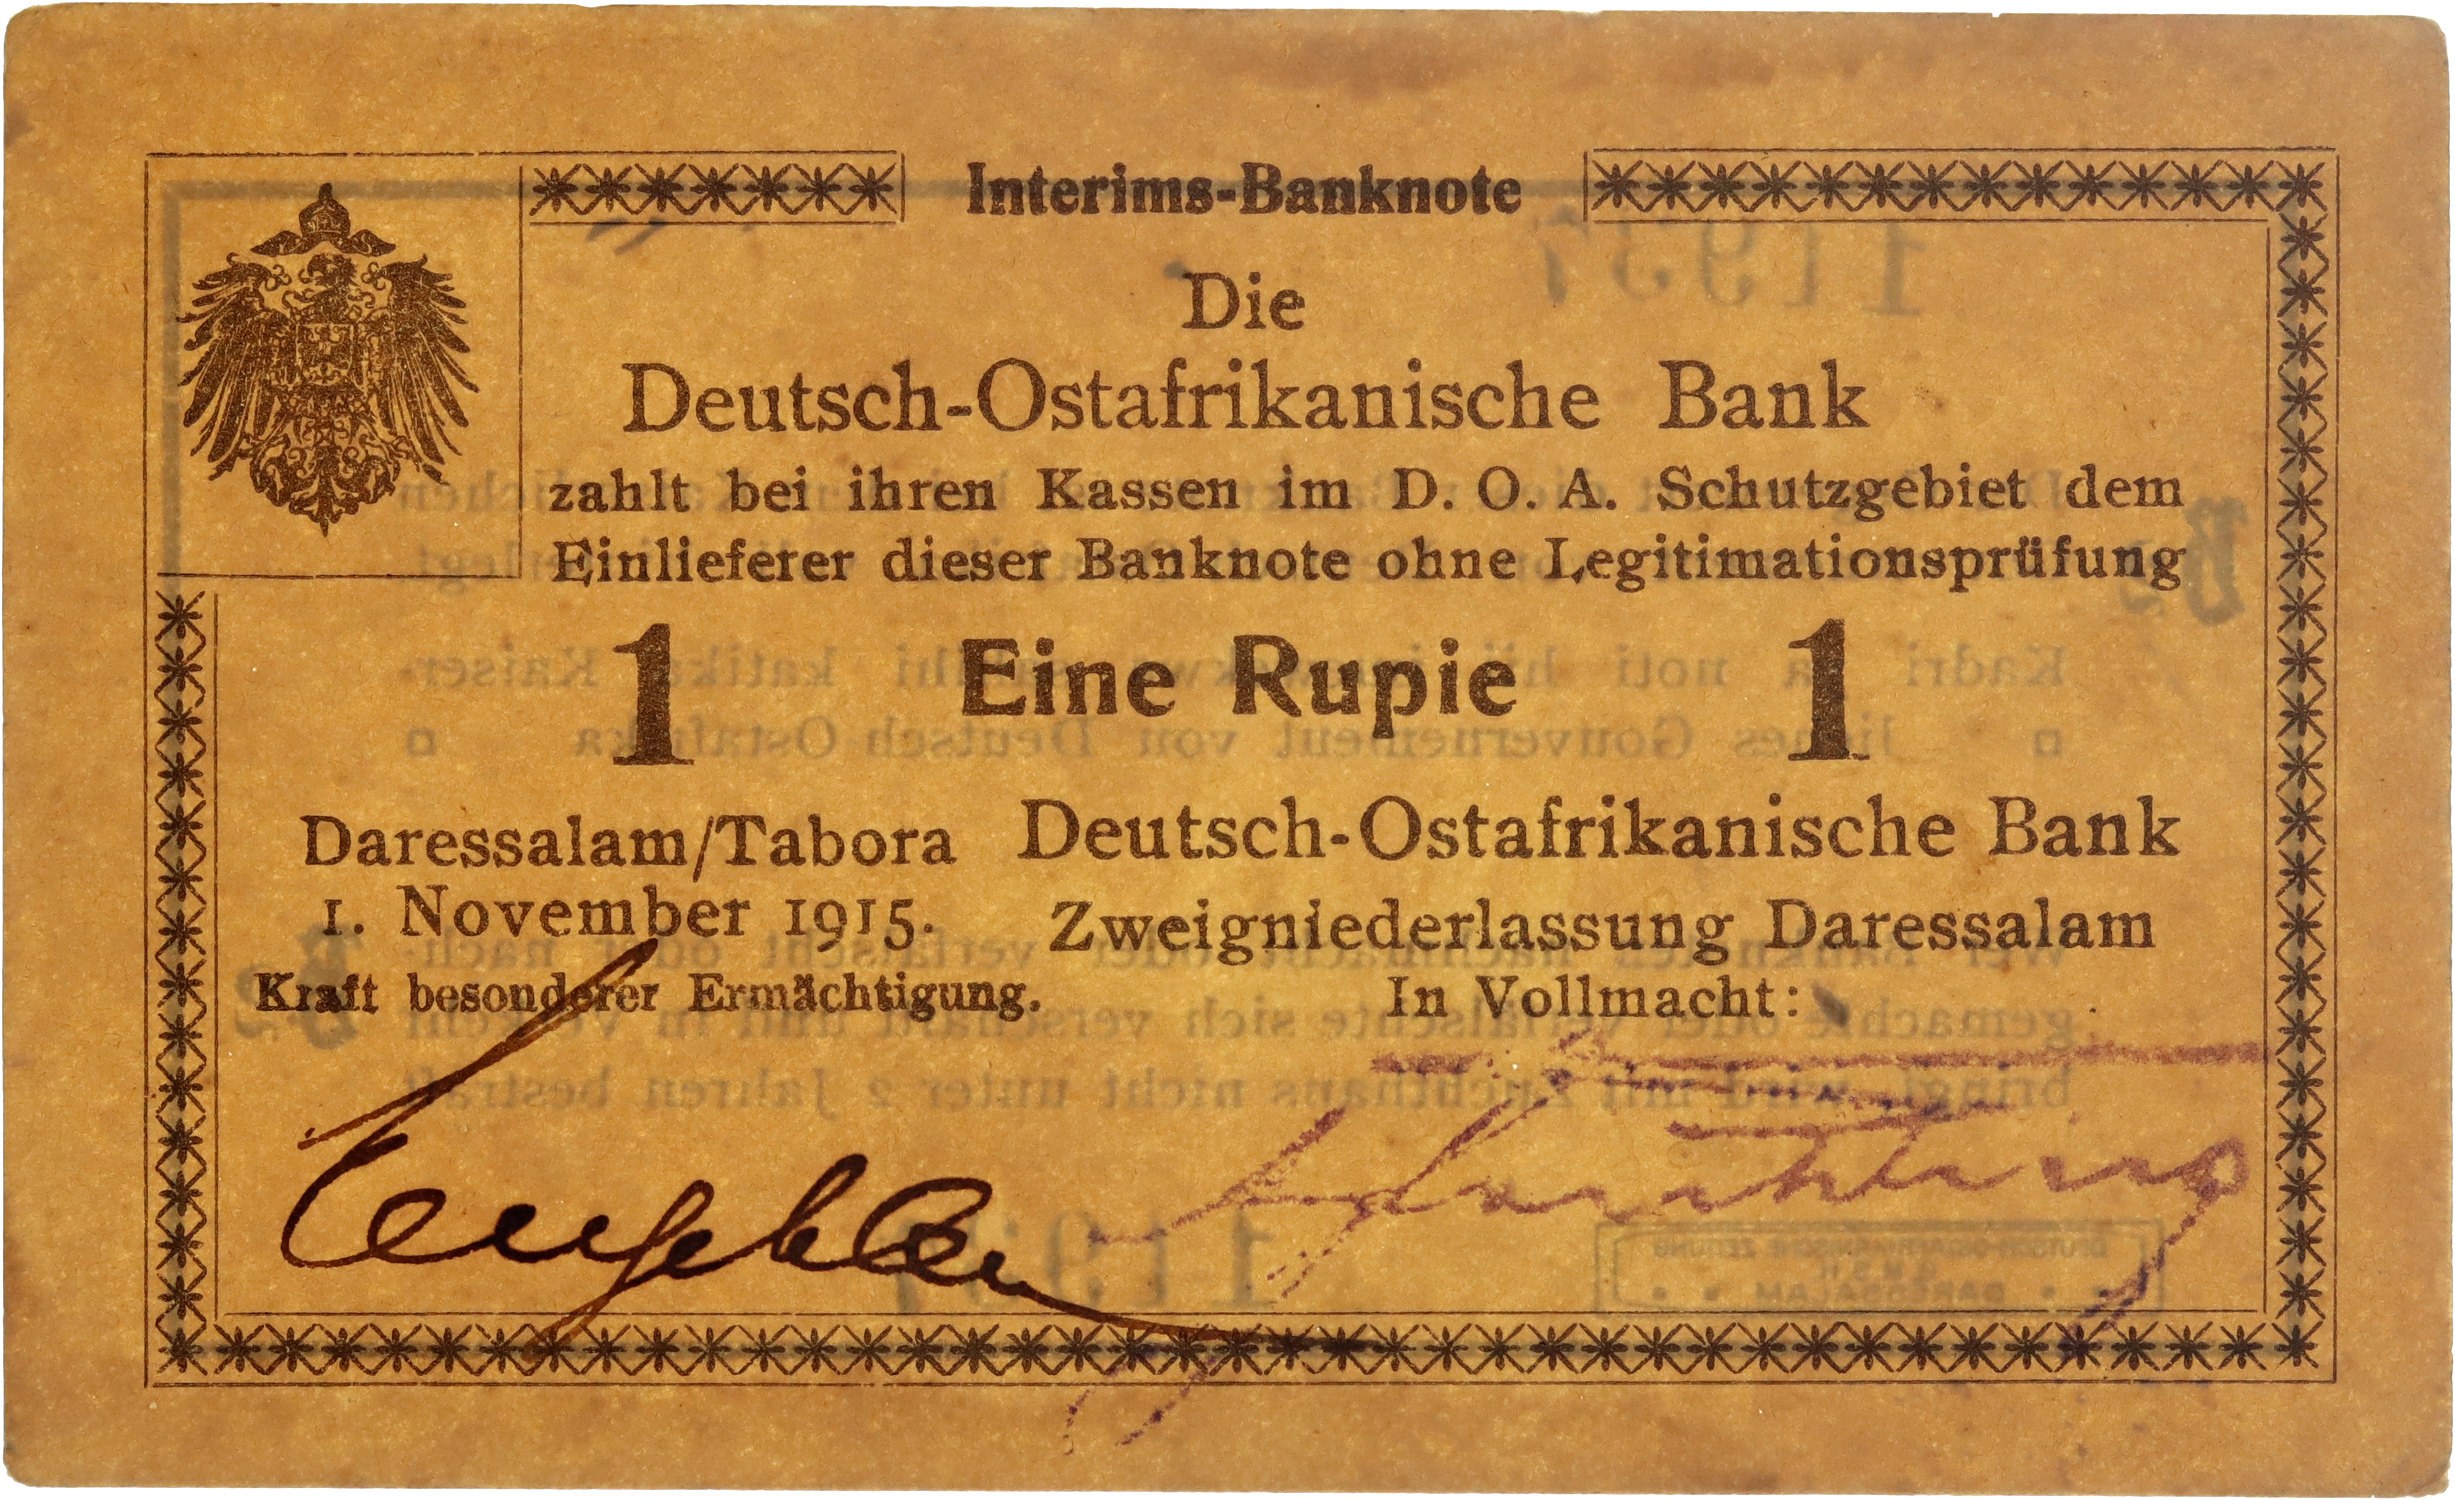 Interims-Banknote
Die
Deutsch-Ostafrikanische Bank
zahlt bei ihren Kassen im D. O. A. Schutzgebiet dem
Einlieferer dieser Banknote ohne Legitimationsprüfung
1 Eine Rupie 1
Daressalam/Tabora
1. November 1915.
Kraft besonderer Ermächtigung.
Deutsch-Ostafrikanische Bank
Zweigniederlassung Daressalam
In Vollmacht: